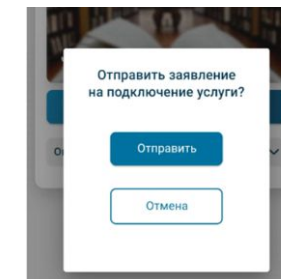 Отправить заявление
на подключение услуги?
Отправить
Отмена